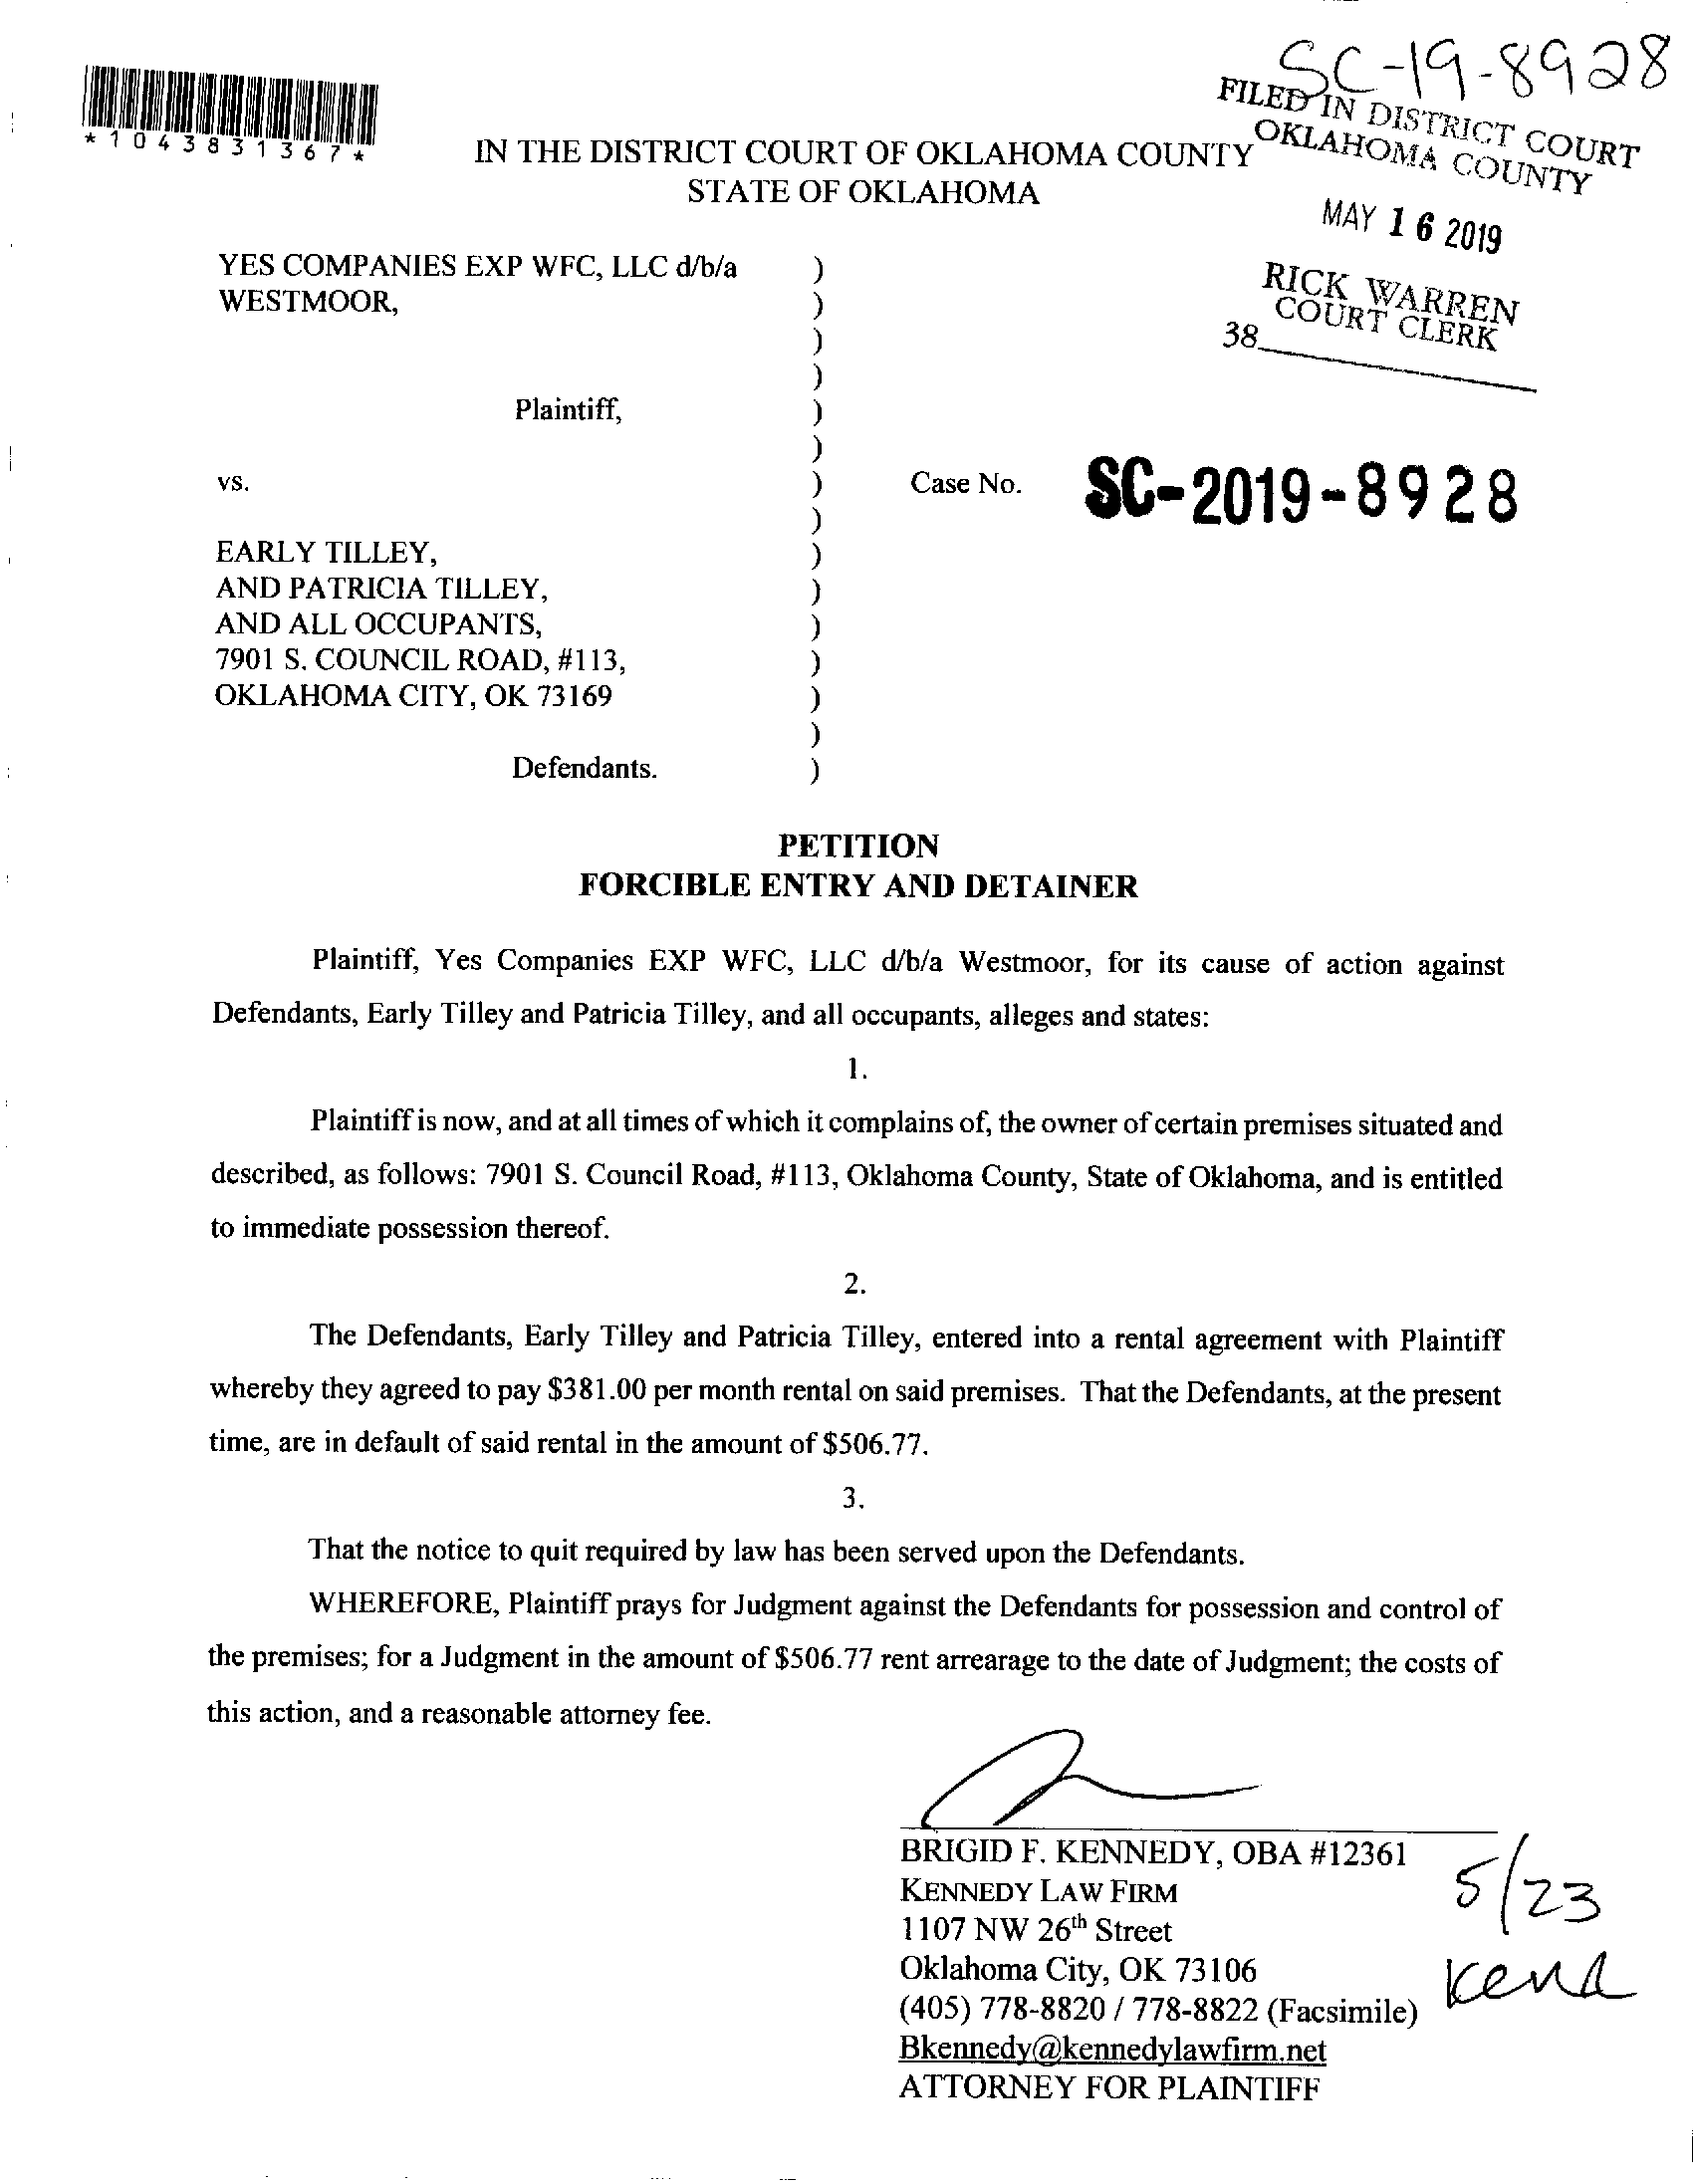 SC-19-8928
FILED IN DISTRICT COURT
OKLAHOMA COUNTY
MAY 16 2019
RICK WARREN
COURT CLERK
38
*1043831367*
IN THE DISTRICT COURT OF OKLAHOMA COUNTY
STATE OF OKLAHOMA
YES COMPANIES EXP WFC, LLC d/b/a )
WESTMOOR, )
)
)
Plaintiff, )
)
vs. ) Case No. SC-2019-8928
)
EARLY TILLEY, )
AND PATRICIA TILLEY, )
AND ALL OCCUPANTS, )
7901 S. COUNCIL ROAD, #113, )
OKLAHOMA CITY, OK 73169 )
)
Defendants. )
PETITION
FORCIBLE ENTRY AND DETAINER
Plaintiff, Yes Companies EXP WFC, LLC d/b/a Westmoor, for its cause of action against
Defendants, Early Tilley and Patricia Tilley, and all occupants, alleges and states:
1.
Plaintiff is now, and at all times of which it complains of, the owner of certain premises situated and
described, as follows: 7901 S. Council Road, #113, Oklahoma County, State of Oklahoma, and is entitled
to immediate possession thereof.
2.
The Defendants, Early Tilley and Patricia Tilley, entered into a rental agreement with Plaintiff
whereby they agreed to pay $381.00 per month rental on said premises. That the Defendants, at the present
time, are in default of said rental in the amount of $506.77.
3.
That the notice to quit required by law has been served upon the Defendants.
WHEREFORE, Plaintiff prays for Judgment against the Defendants for possession and control of
the premises; for a Judgment in the amount of $506.77 rent arrearage to the date of Judgment; the costs of
this action, and a reasonable attorney fee.
BRIGID F. KENNEDY, OBA #12361
KENNEDY LAW FIRM
1107 NW 26th Street
Oklahoma City, OK 73106
(405) 778-8820 / 778-8822 (Facsimile)
Bkennedy@kennedylawfirm.net
ATTORNEY FOR PLAINTIFF
5/23